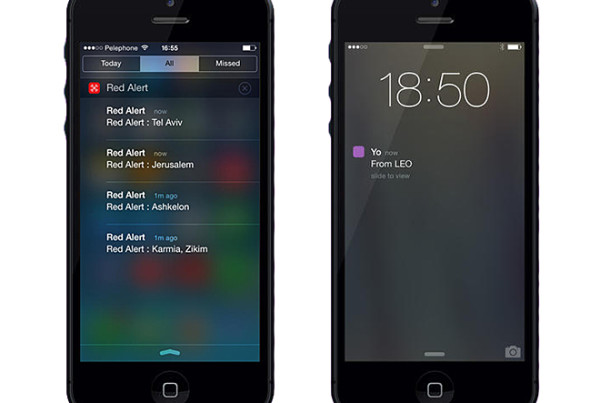 Pelephone 16:55
Today All Missed
Red Alert
Red Alert now
Red Alert : Tel Aviv
Red Alert now
Red Alert : Jerusalem
Red Alert 1m ago
Red Alert : Ashkelon
Red Alert 1m ago
Red Alert : Karmia, Zikim
18:50
Yo now
From LEO
slide to view